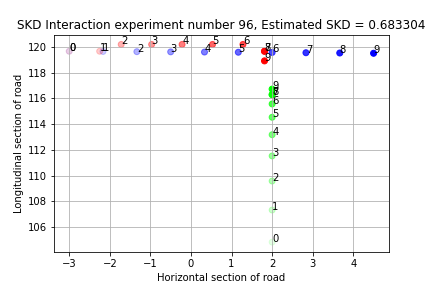 SKD Interaction experiment number 96, Estimated SKD = 0.683304
120
118
116
114
112
110
108
106
Longitudinal section of road
0 1 2 3 4 5 6
0 1 2 3 4 5 6 7 8 9
9
9
6
5
4
3
2
1
0
−3 −2 −1 0 1 2 3 4
Horizontal section of road